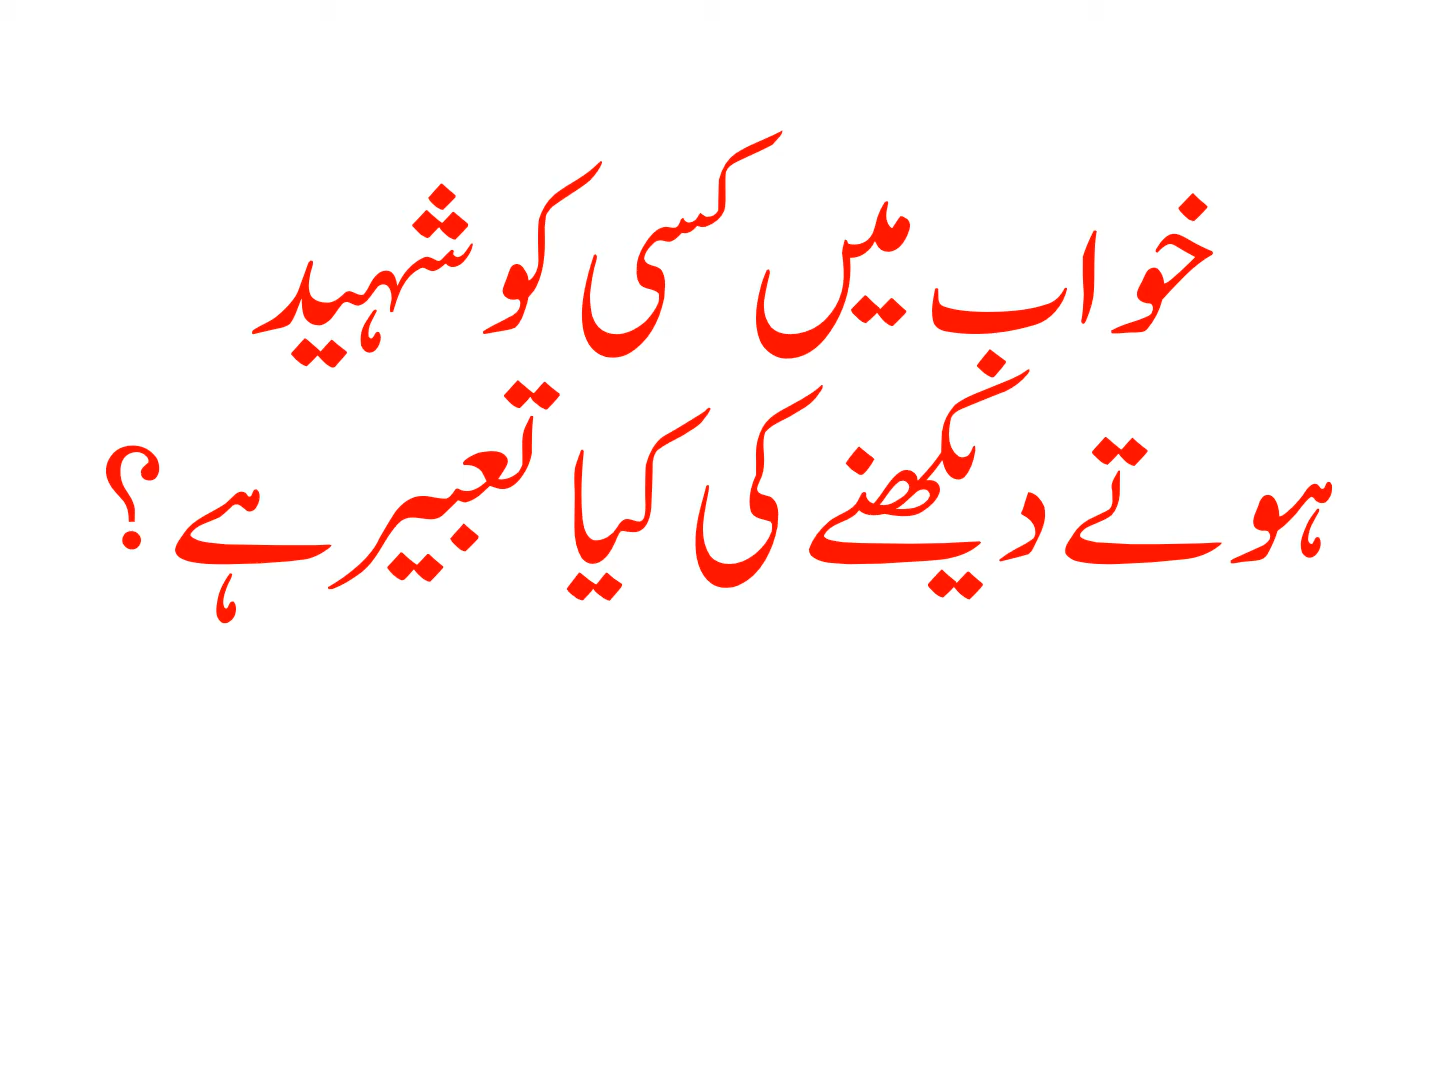 خواب میں کسی کو شہید
ہوتے دیکھنے کی کیا تعبیر ہے؟